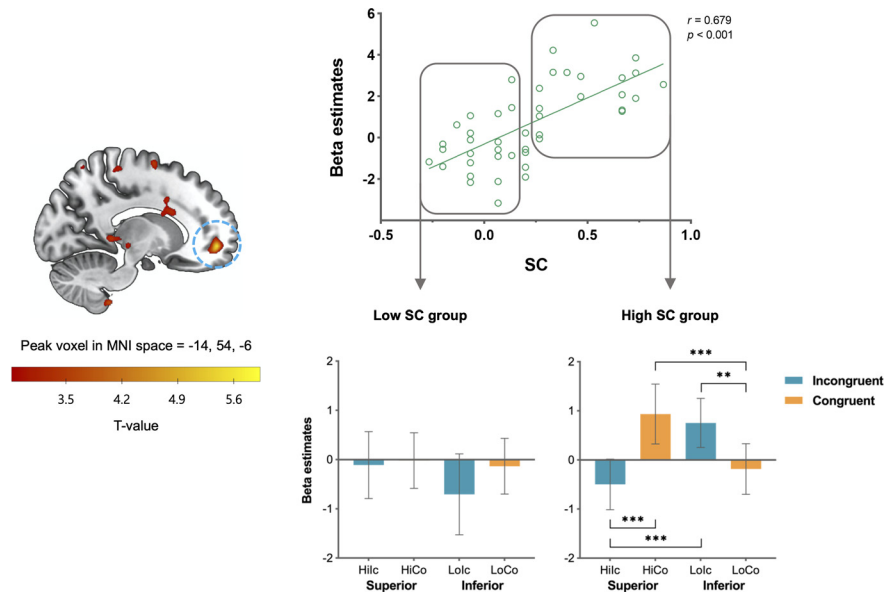 r = 0.679
p < 0.001
Beta estimates
6
4
2
0
-2
-4
-0.5
0.0
0.5
1.0
SC
Peak voxel in MNI space = -14, 54, -6
3.5
4.2
4.9
5.6
T-value
Low SC group
High SC group
Beta estimates
2
1
0
-1
-2
HiIc
HiCo
LoIc
LoCo
Superior
Inferior
2
1
0
-1
-2
***
**
***
***
HiIc
HiCo
LoIc
LoCo
Superior
Inferior
Incongruent
Congruent